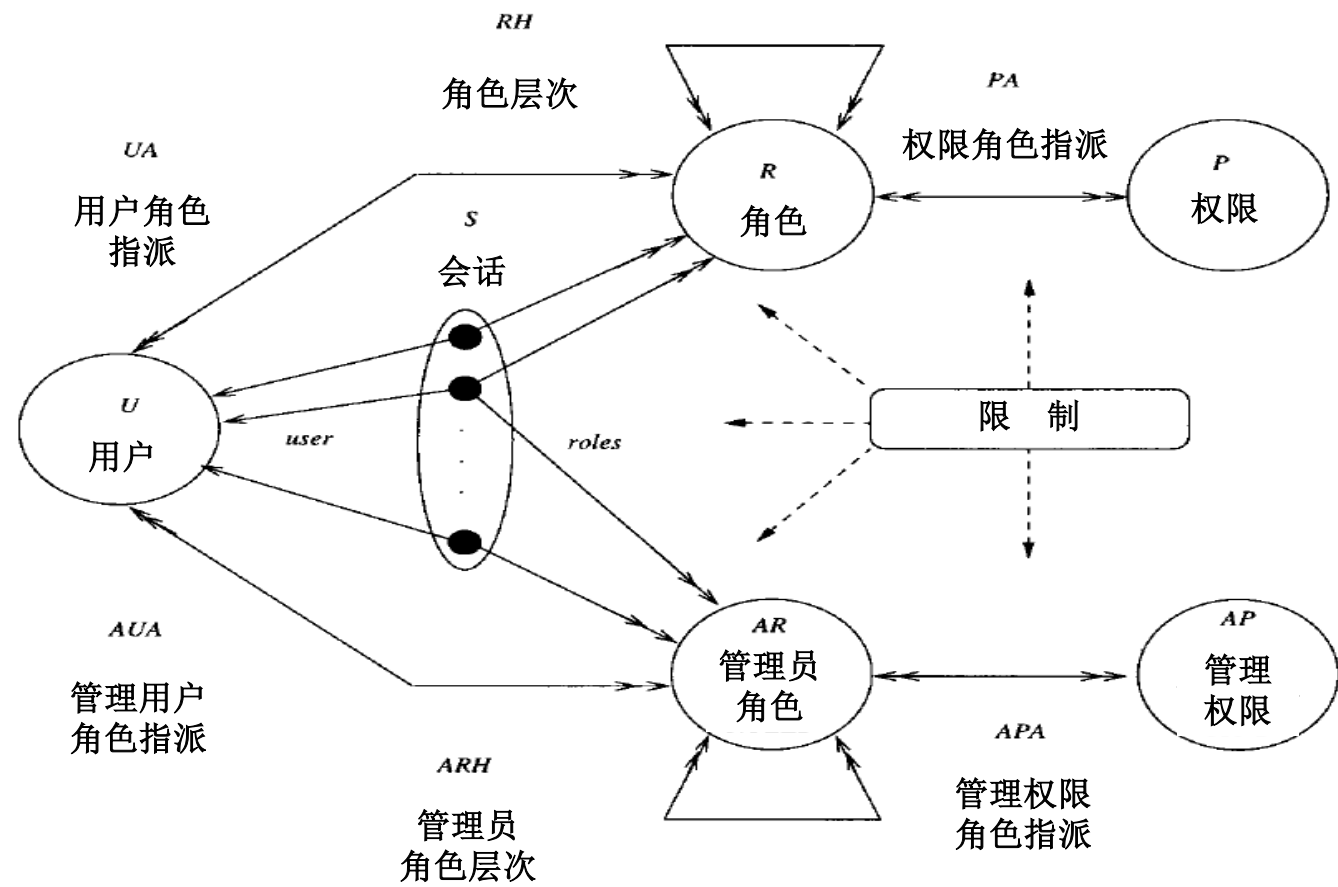 RH
角色层次
PA
权限角色指派
UA
用户角色
指派
R
角色
P
权限
S
会话
U
用户
user
roles
限 制
AUA
管理用户
角色指派
AR
管理员
角色
AP
管理
权限
ARH
管理员
角色层次
APA
管理权限
角色指派